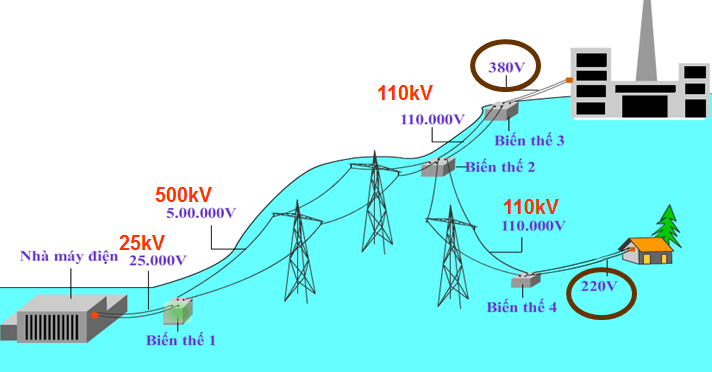 380V
110kV
110.000V
Biến thế 3
Biến thế 2
500kV
5.00.000V
110kV
110.000V
25kV
Nhà máy điện
25.000V
220V
Biến thế 4
Biến thế 1